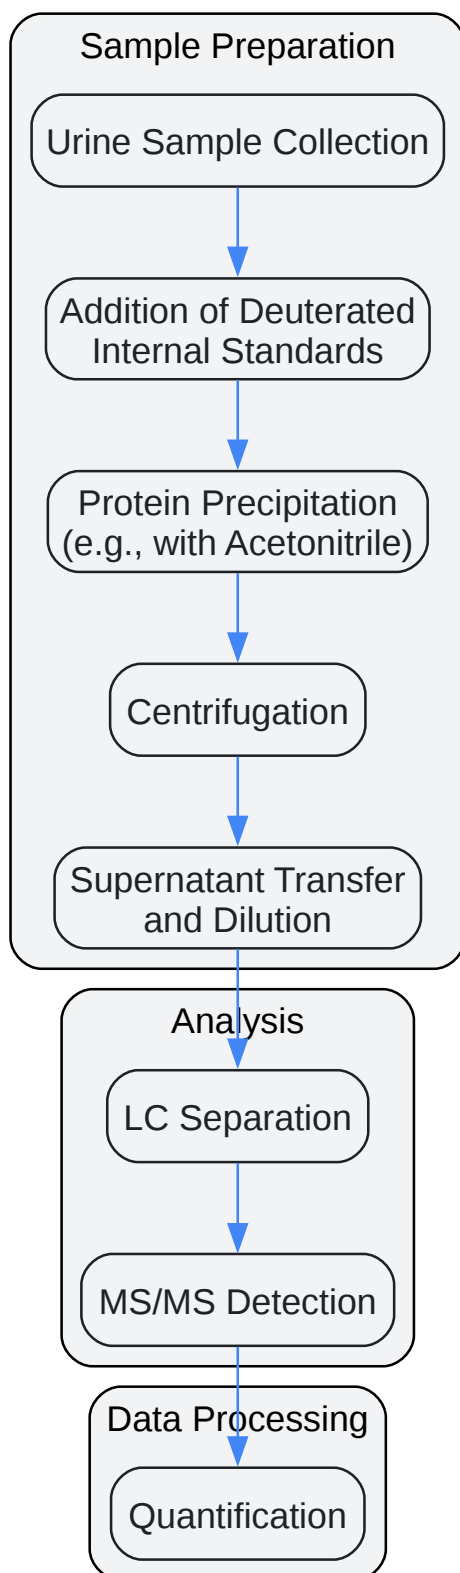 Sample Preparation
Urine Sample Collection
Addition of Deuterated
Internal Standards
Protein Precipitation
(e.g., with Acetonitrile)
Centrifugation
Supernatant Transfer
and Dilution
Analysis
LC Separation
MS/MS Detection
Data Processing
Quantification